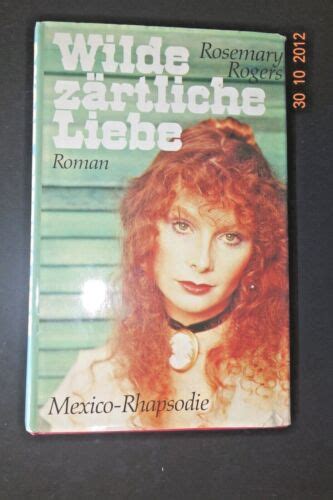 Wilde
zärtliche
Liebe
Rosemary
Rogers
Roman
Mexico-Rhapsodie
30 10 2012